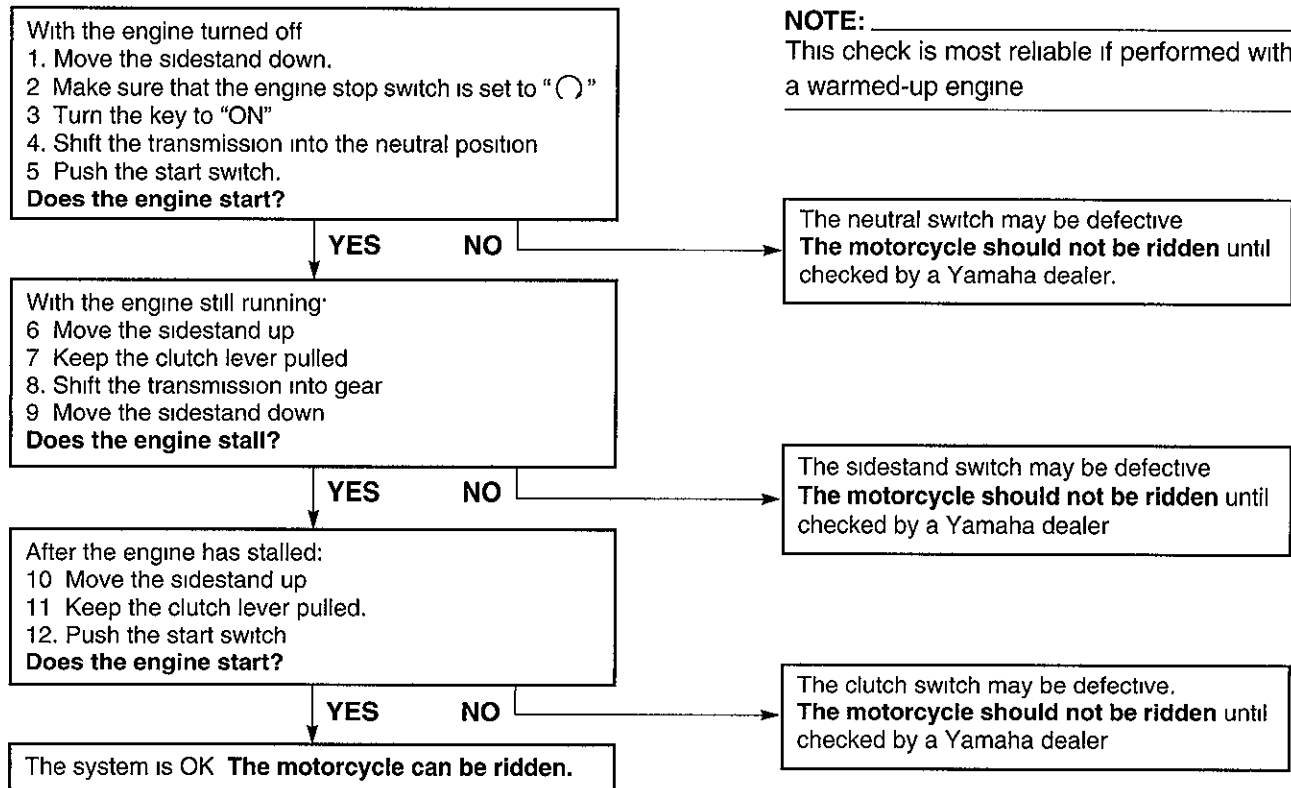 With the engine turned off
1. Move the sidestand down.
2 Make sure that the engine stop switch is set to “◯”
3 Turn the key to “ON”
4. Shift the transmission into the neutral position
5 Push the start switch.
Does the engine start?
NOTE:
This check is most reliable if performed with
a warmed-up engine
YES NO
The neutral switch may be defective
The motorcycle should not be ridden until
checked by a Yamaha dealer.
With the engine still running·
6 Move the sidestand up
7 Keep the clutch lever pulled
8. Shift the transmission into gear
9 Move the sidestand down
Does the engine stall?
YES NO
The sidestand switch may be defective
The motorcycle should not be ridden until
checked by a Yamaha dealer
After the engine has stalled:
10 Move the sidestand up
11 Keep the clutch lever pulled.
12. Push the start switch
Does the engine start?
YES NO
The clutch switch may be defective.
The motorcycle should not be ridden until
checked by a Yamaha dealer
The system is OK The motorcycle can be ridden.